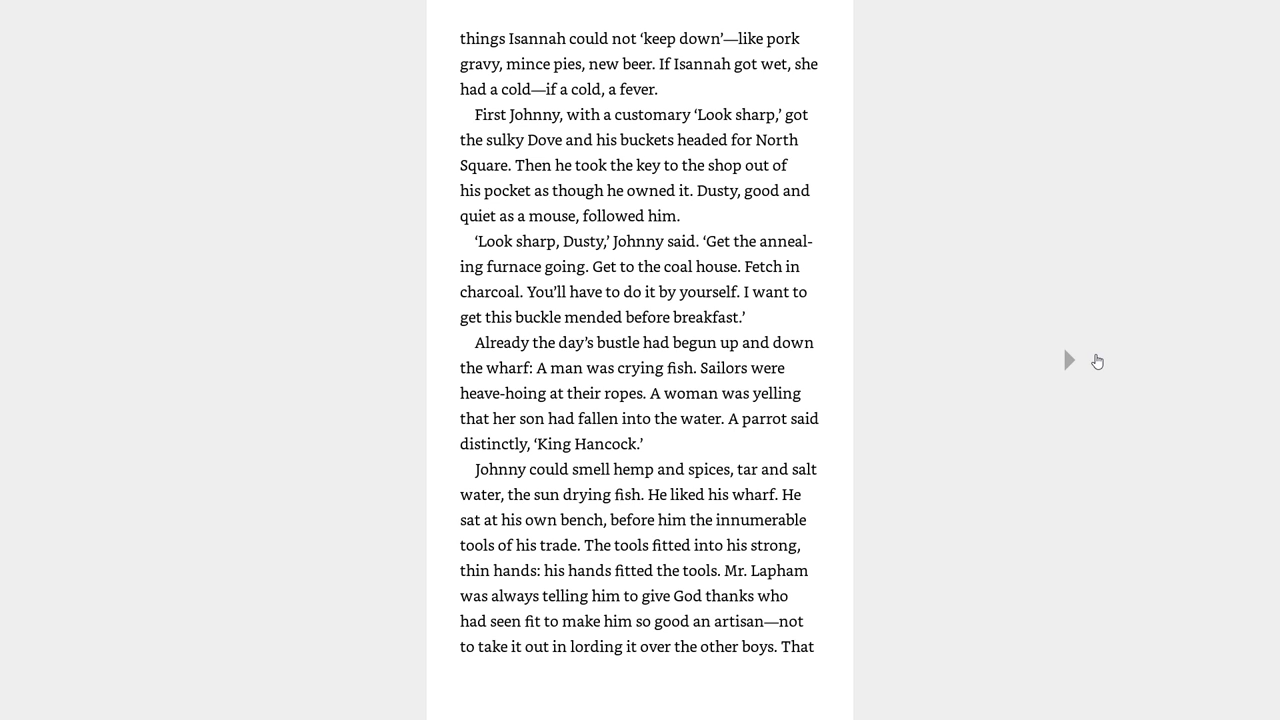 things Isannah could not ‘keep down’—like pork
gravy, mince pies, new beer. If Isannah got wet, she
had a cold—if a cold, a fever.
First Johnny, with a customary ‘Look sharp,’ got
the sulky Dove and his buckets headed for North
Square. Then he took the key to the shop out of
his pocket as though he owned it. Dusty, good and
quiet as a mouse, followed him.
‘Look sharp, Dusty,’ Johnny said. ‘Get the anneal-
ing furnace going. Get to the coal house. Fetch in
charcoal. You’ll have to do it by yourself. I want to
get this buckle mended before breakfast.’
Already the day’s bustle had begun up and down
the wharf: A man was crying fish. Sailors were
heave-hoing at their ropes. A woman was yelling
that her son had fallen into the water. A parrot said
distinctly, ‘King Hancock.’
Johnny could smell hemp and spices, tar and salt
water, the sun drying fish. He liked his wharf. He
sat at his own bench, before him the innumerable
tools of his trade. The tools fitted into his strong,
thin hands: his hands fitted the tools. Mr. Lapham
was always telling him to give God thanks who
had seen fit to make him so good an artisan—not
to take it out in lording it over the other boys. That